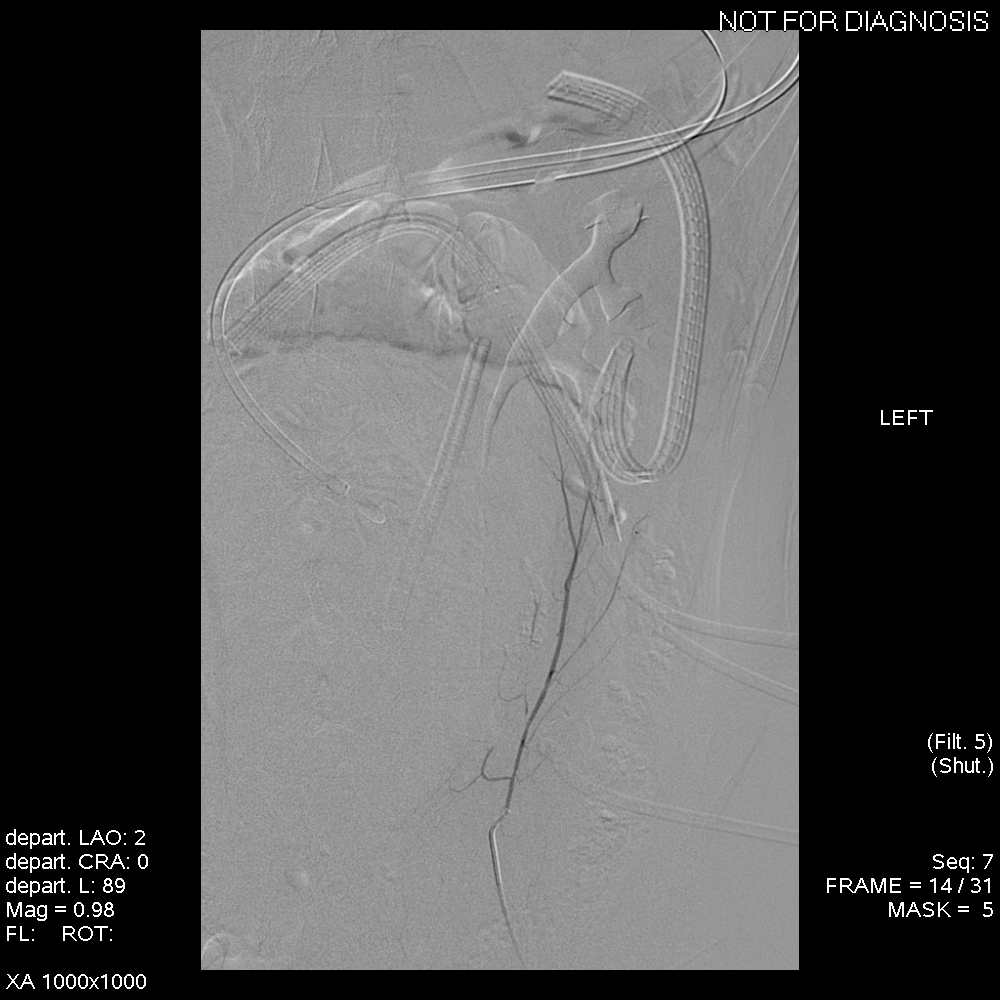 NOT FOR DIAGNOSIS
LEFT
(Filt. 5)
(Shut.)
depart. LAO: 2
depart. CRA: 0
depart. L: 89
Mag = 0.98
FL: ROT:
XA 1000x1000
Seq: 7
FRAME = 14 / 31
MASK = 5